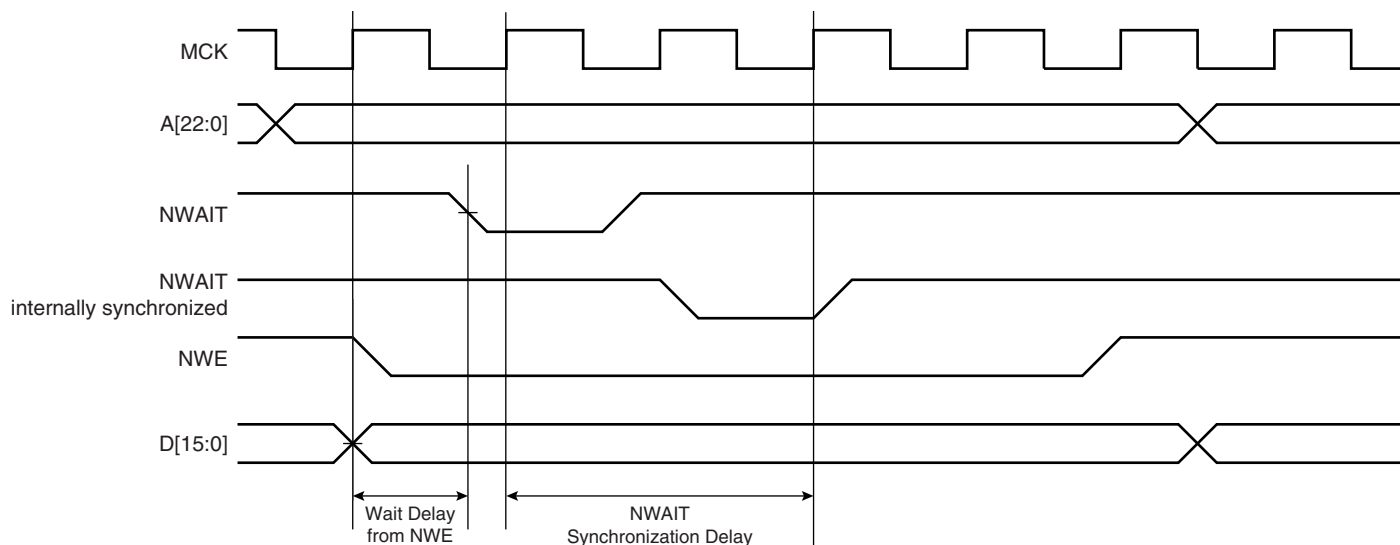 MCK
A[22:0]
NWAIT
NWAIT
internally synchronized
NWE
D[15:0]
Wait Delay
from NWE
NWAIT
Synchronization Delay